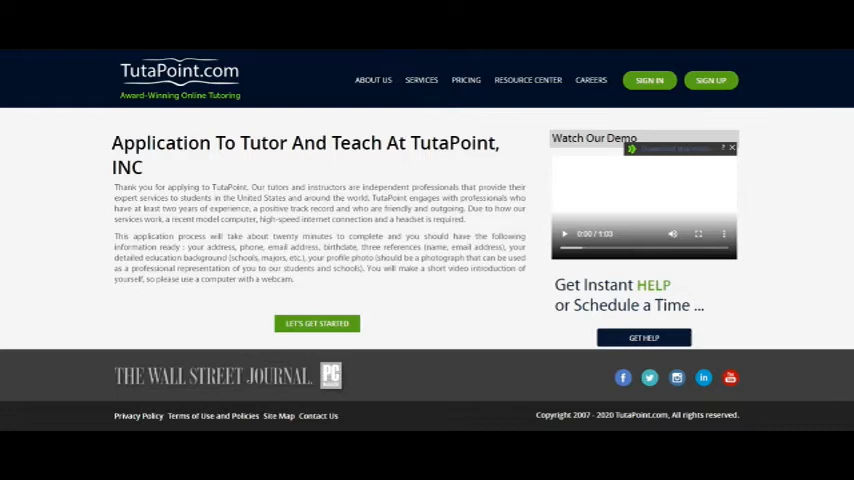 TutaPoint.com
Award-Winning Online Tutoring
ABOUT US SERVICES PRICING RESOURCE CENTER CAREERS SIGN IN SIGN UP
Application To Tutor And Teach At TutaPoint,
INC
Thank you for applying to TutaPoint. Our tutors and instructors are independent professionals that provide their
expert services to students in the United States and around the world. TutaPoint engages with professionals who
have at least two years of experience, a positive track record and who are friendly and outgoing. Due to how our
services work, a recent model computer, high-speed internet connection and a headset is required.
This application process will take about twenty minutes to complete and you should have the following
information ready : your address, phone, email address, birthdate, three references (name, email address), your
detailed education background (schools, majors, etc.), your profile photo (should be a photograph that can be used
as a professional representation of you to our students and schools). You will make a short video introduction of
yourself, so please use a computer with a webcam.
LET'S GET STARTED
Watch Our Demo
? X
0:00 / 1:03
Get Instant HELP
or Schedule a Time ...
GET HELP
THE WALL STREET JOURNAL. PC
f in You Tube
Privacy Policy Terms of Use and Policies Site Map Contact Us
Copyright 2007 - 2020 TutaPoint.com, All rights reserved.